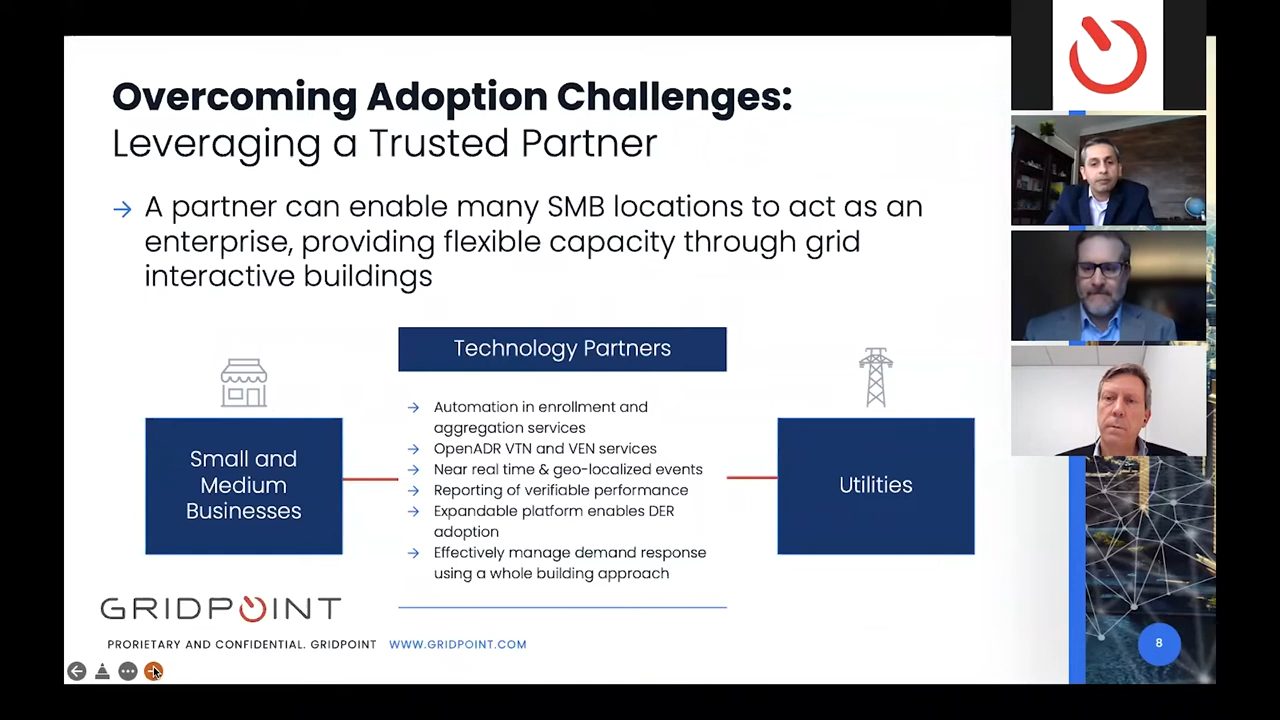 Overcoming Adoption Challenges:
Leveraging a Trusted Partner
→ A partner can enable many SMB locations to act as an
enterprise, providing flexible capacity through grid
interactive buildings
Technology Partners
→ Automation in enrollment and
aggregation services
→ OpenADR VTN and VEN services
→ Near real time & geo-localized events
→ Reporting of verifiable performance
→ Expandable platform enables DER
adoption
→ Effectively manage demand response
using a whole building approach
Small and
Medium
Businesses
Utilities
GRIDPOINT
PRORIETARY AND CONFIDENTIAL. GRIDPOINT WWW.GRIDPOINT.COM
8